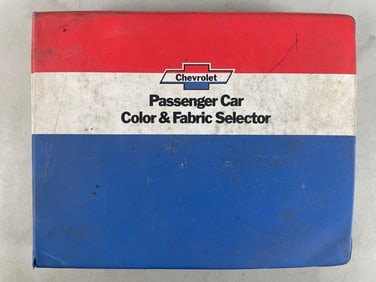 Chevrolet
Passenger Car
Color & Fabric Selector